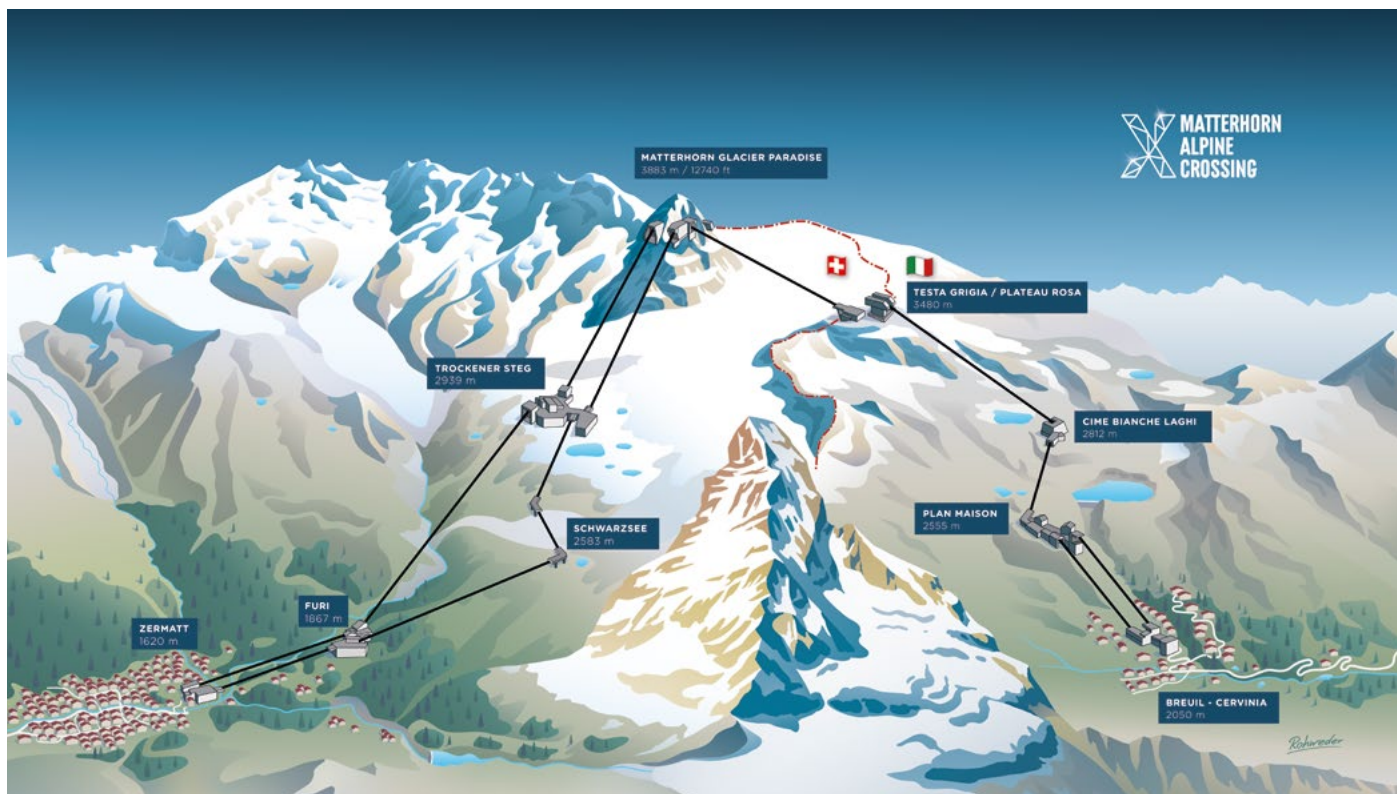 MATTERHORN
ALPINE
CROSSING
MATTERHORN GLACIER PARADISE
3883 m / 12740 ft
TESTA GRIGIA / PLATEAU ROSA
3480 m
TROCKENER STEG
2939 m
CIME BIANCHE LAGHI
2812 m
PLAN MAISON
2555 m
SCHWARZSEE
2583 m
FURI
1867 m
ZERMATT
1620 m
BREUIL - CERVINIA
2050 m
Rohweder